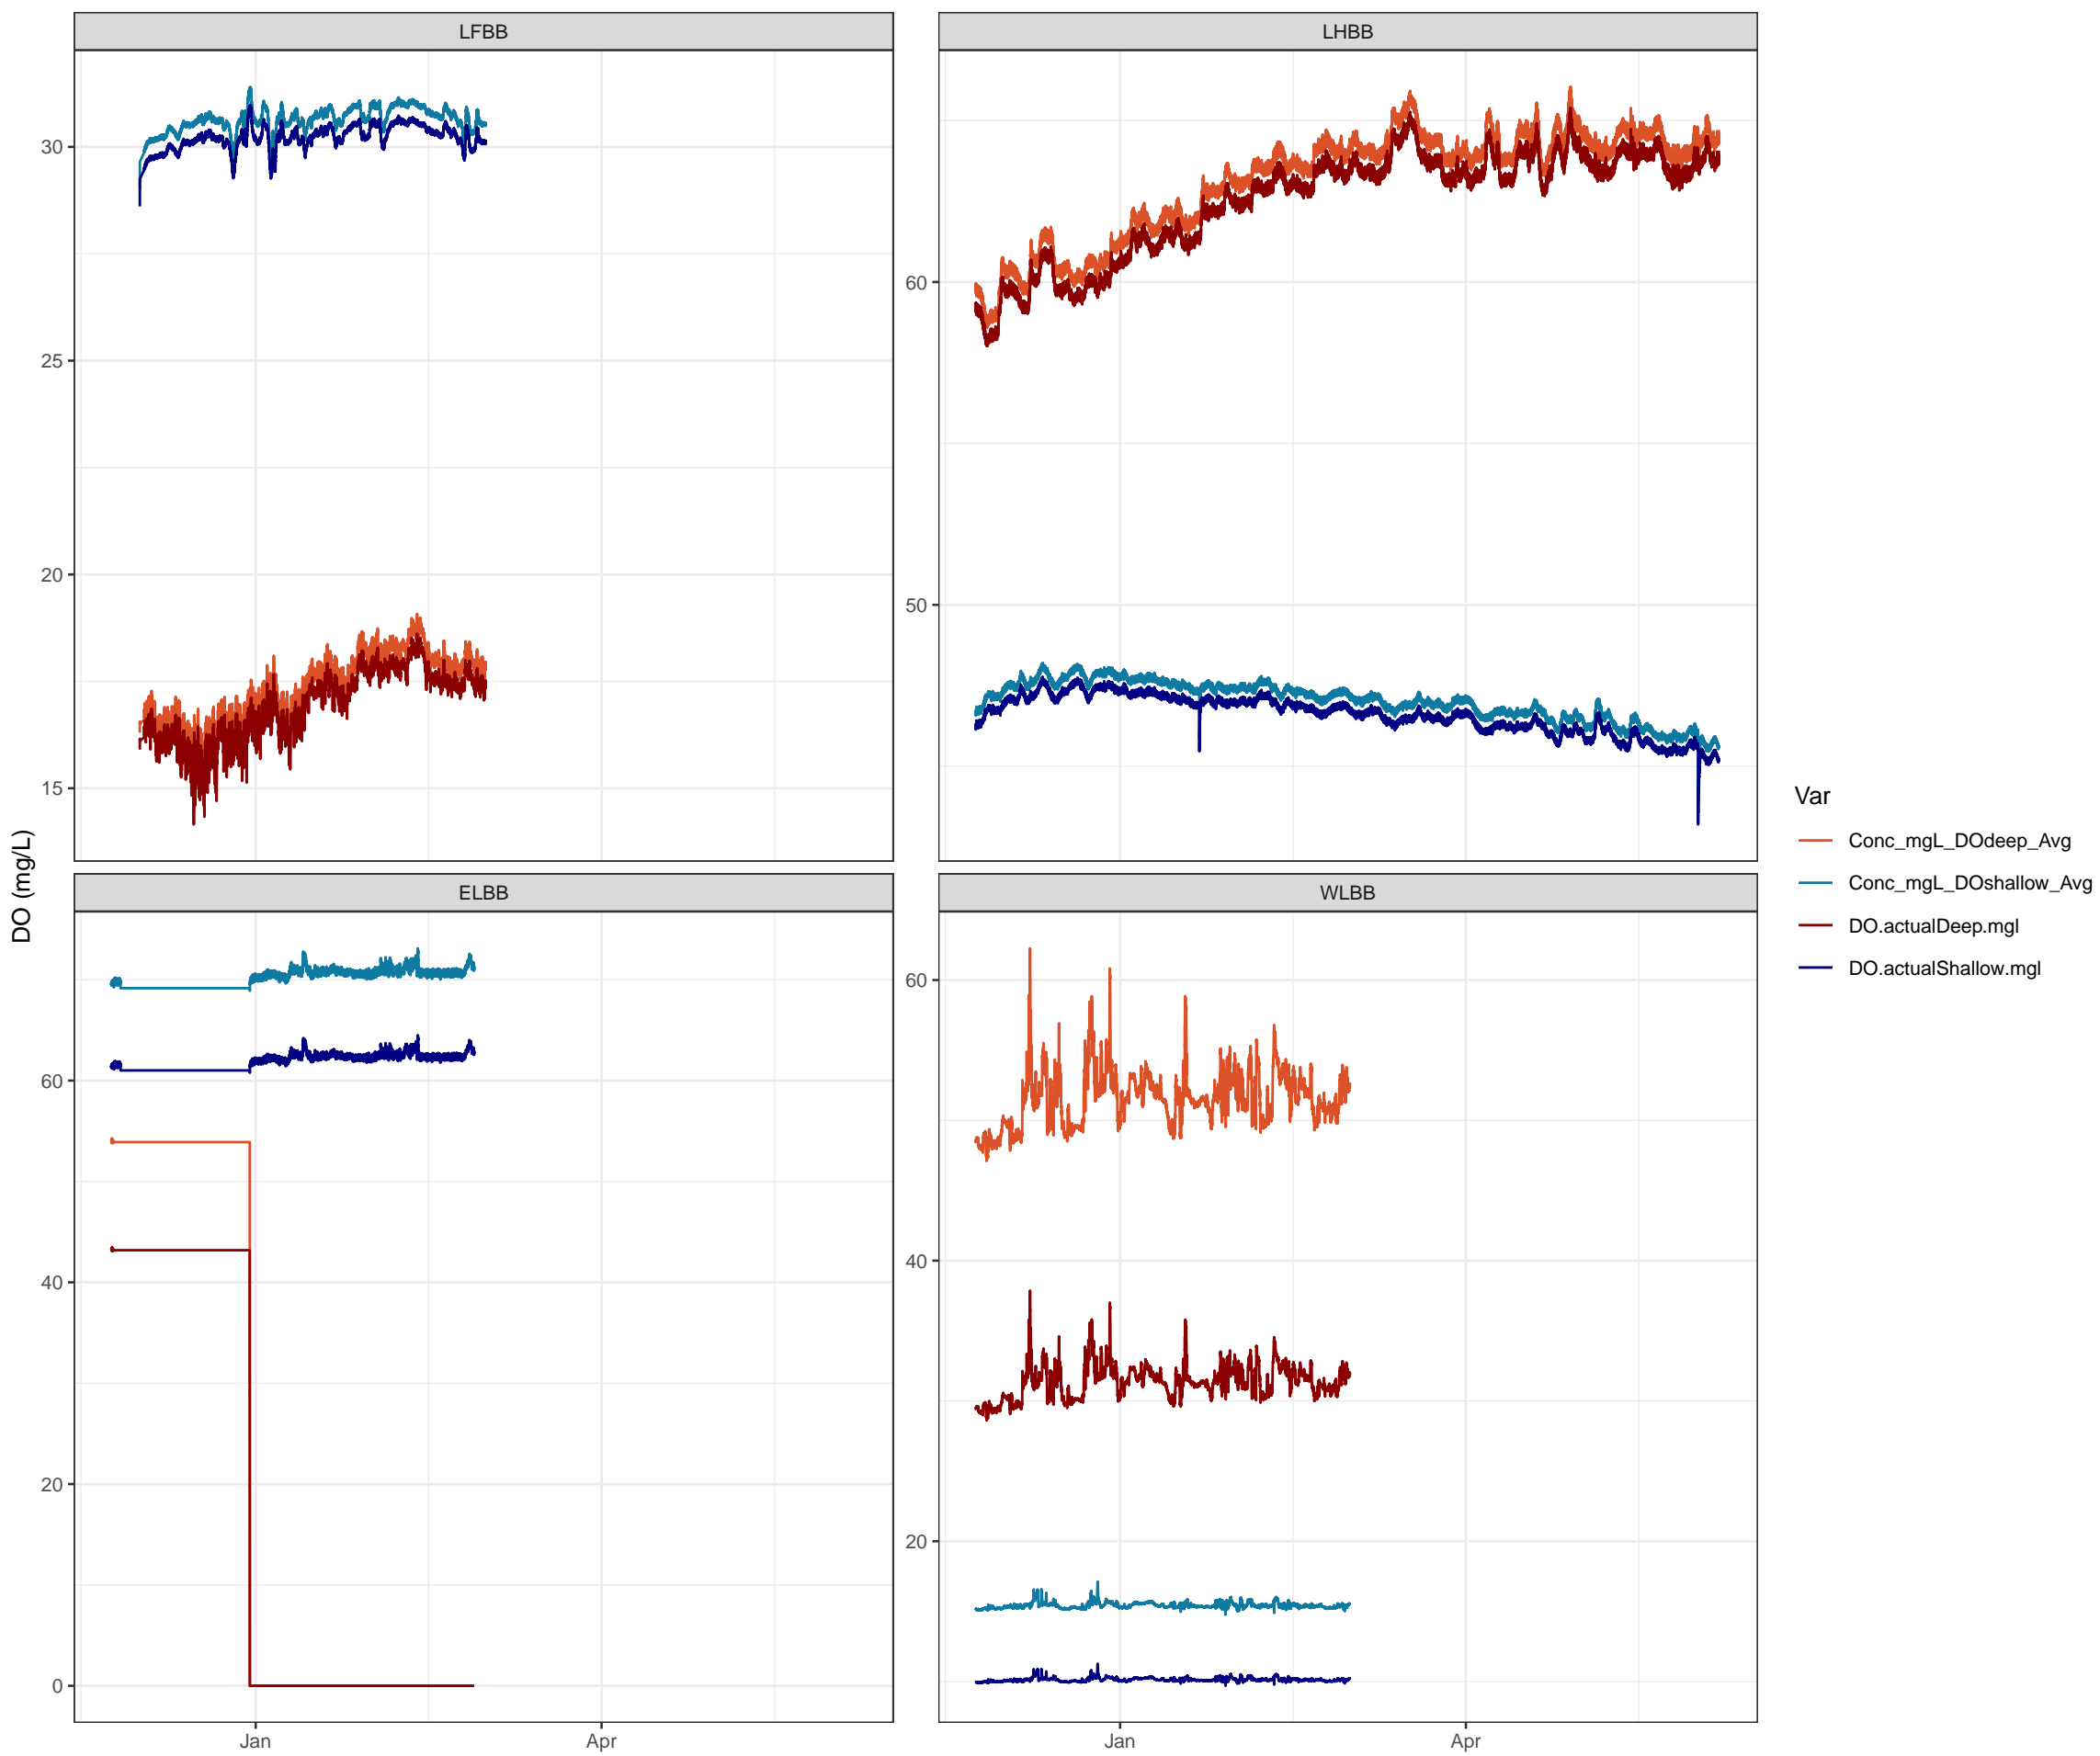 LFBB
LHBB
30
25
20
15
60
50
DO (mg/L)
ELBB
WLBB
60
40
20
0
60
40
20
Jan
Apr
Jan
Apr
Var
Conc_mgL_DOdeep_Avg
Conc_mgL_DOshallow_Avg
DO.actualDeep.mgl
DO.actualShallow.mgl